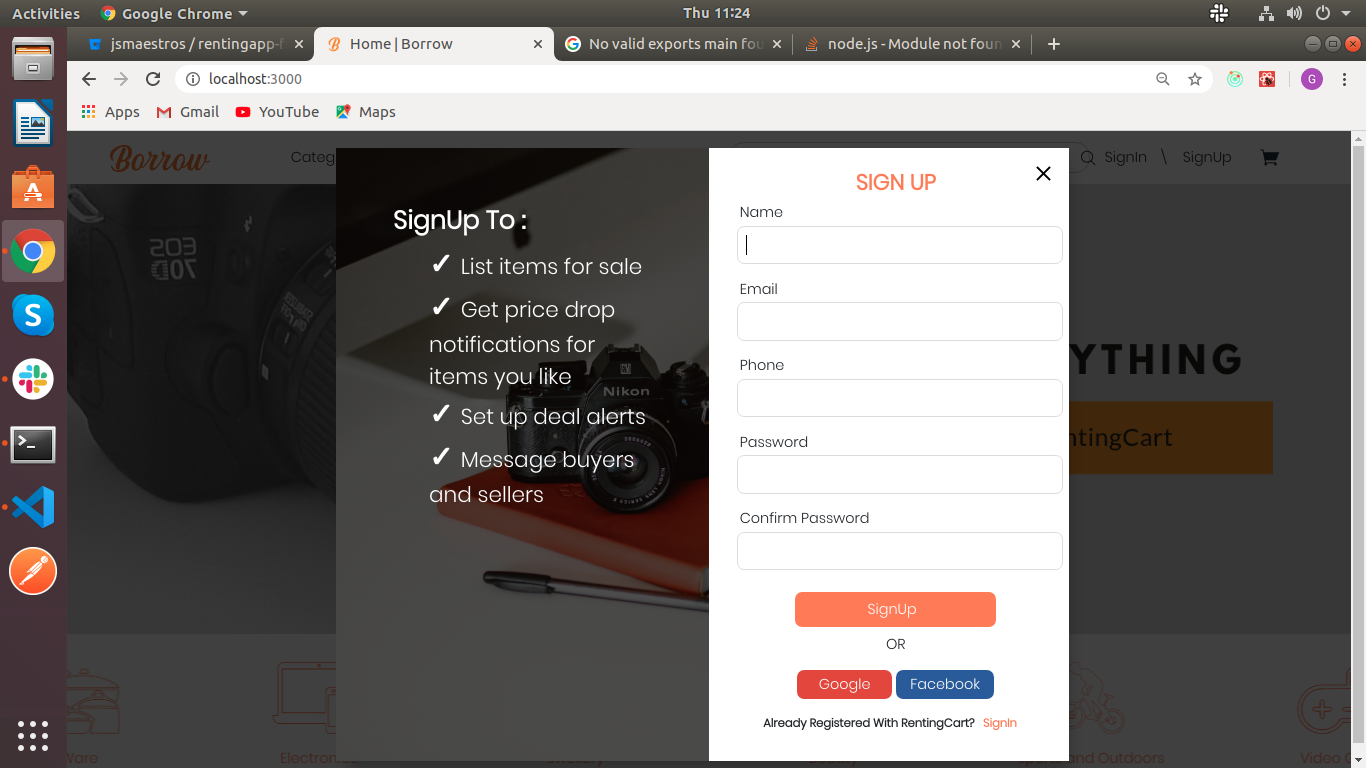 Activities
Google Chrome
Thu 11:24
jsmaestros / rentingapp-f
Home | Borrow
No valid exports main fou
node.js - Module not foun
localhost:3000
G
Apps
Gmail
YouTube
Maps
Borrow
Categ
SignIn \ SignUp
EOS
70D
SignUp To :
✓ List items for sale
✓ Get price drop
notifications for
items you like
✓ Set up deal alerts
✓ Message buyers
and sellers
Nikon
SIGN UP
Name
Email
Phone
Password
Confirm Password
SignUp
OR
Google
Facebook
Already Registered With RentingCart? SignIn
YTHING
ntingCart
Ware
Electron
and Outdoors
Video G